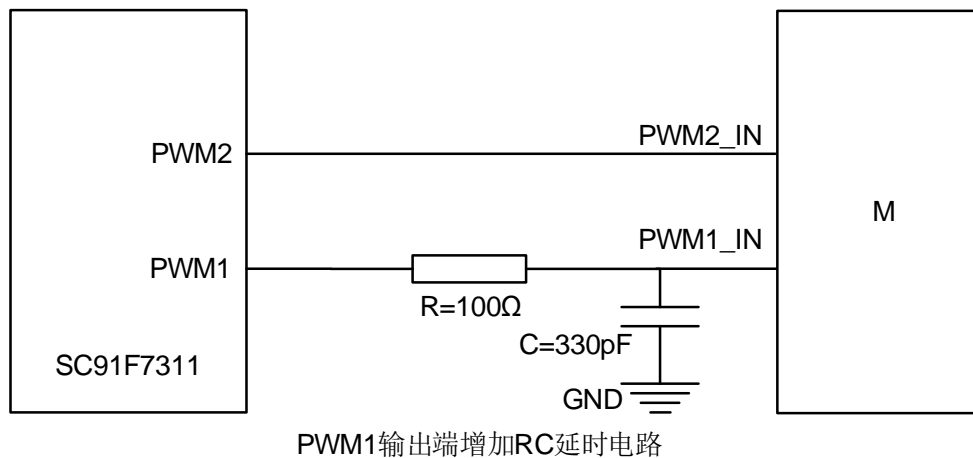 PWM2_IN
PWM2
M
PWM1_IN
PWM1
R=100Ω
C=330pF
SC91F7311
GND
PWM1输出端增加RC延时电路